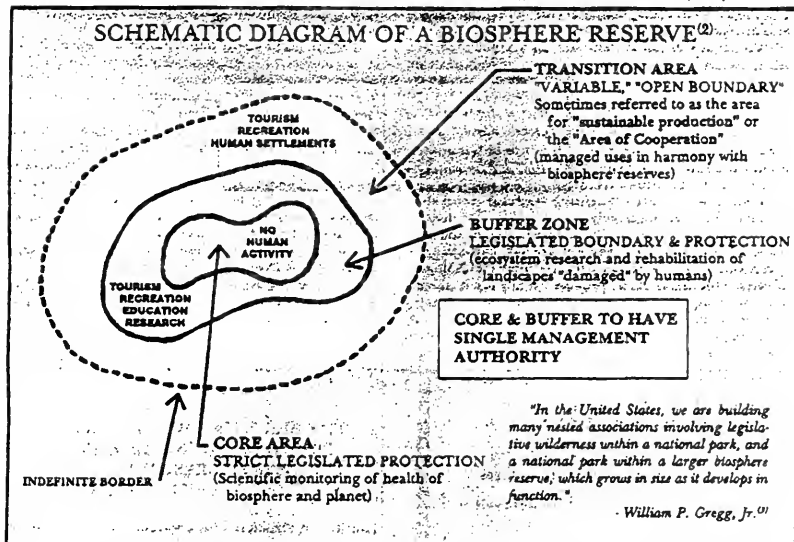 SCHEMATIC DIAGRAM OF A BIOSPHERE RESERVE(2)
TRANSITION AREA
"VARIABLE," "OPEN BOUNDARY"
Sometimes referred to as the area
for "sustainable production" or
the "Area of Cooperation"
(managed uses in harmony with
biosphere reserves)
TOURISM
RECREATION
HUMAN SETTLEMENTS
NO
HUMAN
ACTIVITY
BUFFER ZONE
LEGISLATED BOUNDARY & PROTECTION
(ecosystem research and rehabilitation of
landscapes "damaged" by humans)
TOURISM
RECREATION
EDUCATION
RESEARCH
CORE & BUFFER TO HAVE
SINGLE MANAGEMENT
AUTHORITY
CORE AREA
STRICT LEGISLATED PROTECTION
(Scientific monitoring of health of
biosphere and planet)
INDEFINITE BORDER
"In the United States, we are building
many nested associations involving legisla-
tive wilderness within a national park, and
a national park within a larger biosphere
reserve, which grows in size as it develops in
function."
- William P. Gregg, Jr.(3)